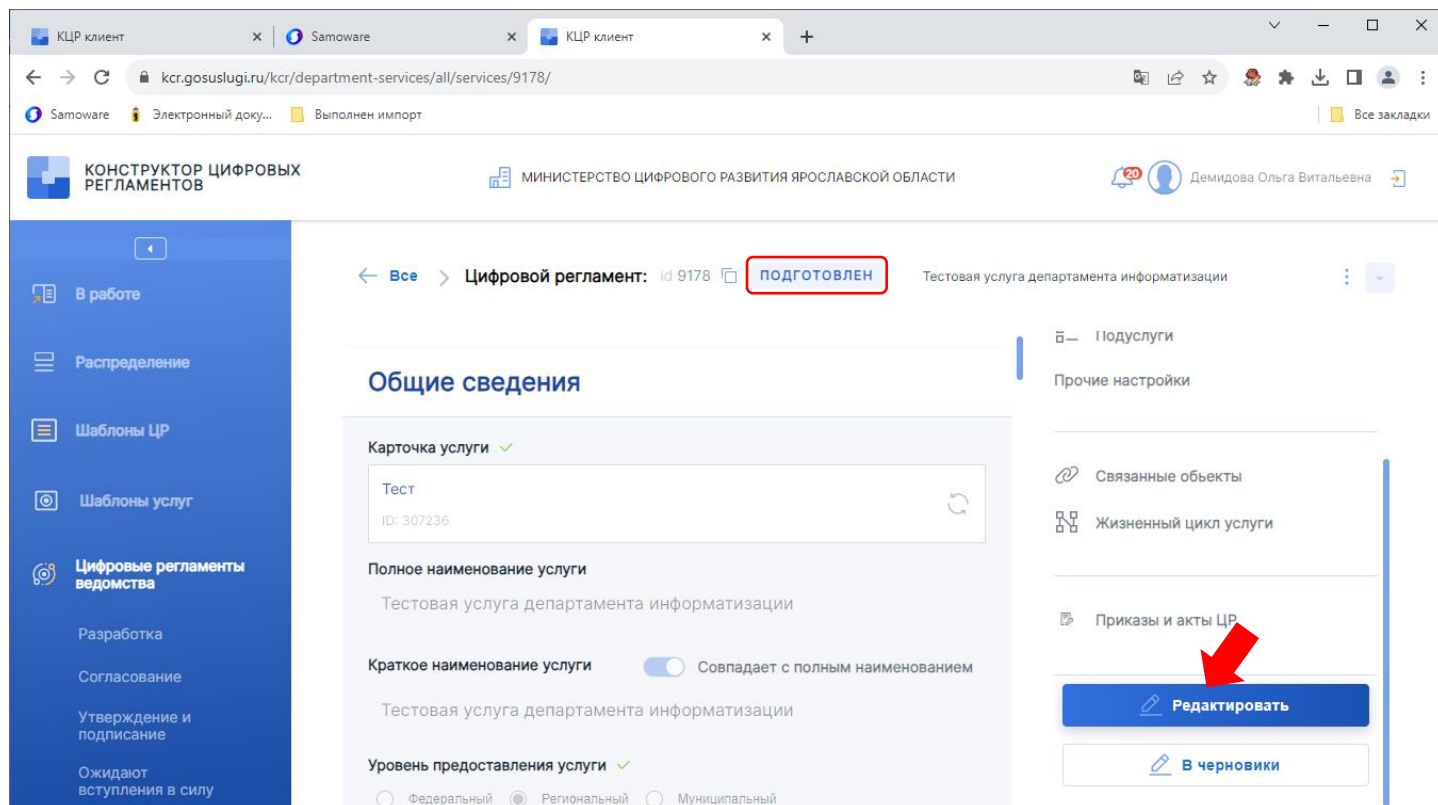 КЦР клиент
Samoware
КЦР клиент
kcr.gosuslugi.ru/kcr/department-services/all/services/9178/
Samoware
Электронный доку...
Выполнен импорт
Все закладки
КОНСТРУКТОР ЦИФРОВЫХ
РЕГЛАМЕНТОВ
МИНИСТЕРСТВО ЦИФРОВОГО РАЗВИТИЯ ЯРОСЛАВСКОЙ ОБЛАСТИ
20
Демидова Ольга Витальевна
В работе
Распределение
Шаблоны ЦР
Шаблоны услуг
Цифровые регламенты
ведомства
Разработка
Согласование
Утверждение и
подписание
Ожидают
вступления в силу
Все
Цифровой регламент: id 9178 ПОДГОТОВЛЕН
Тестовая услуга департамента информатизации
Общие сведения
Карточка услуги
Тест
ID: 307236
Полное наименование услуги
Тестовая услуга департамента информатизации
Краткое наименование услуги
Совпадает с полным наименованием
Тестовая услуга департамента информатизации
Уровень предоставления услуги
Федеральный Региональный Муниципальный
Подуслуги
Прочие настройки
Связанные объекты
Жизненный цикл услуги
Приказы и акты ЦР
Редактировать
В черновики